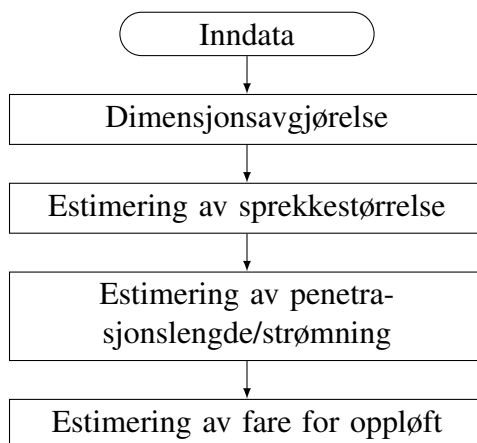 Inndata
Dimensjonsavgjørelse
Estimering av sprekkestørrelse
Estimering av penetra-
sjonslengde/strømning
Estimering av fare for oppløft